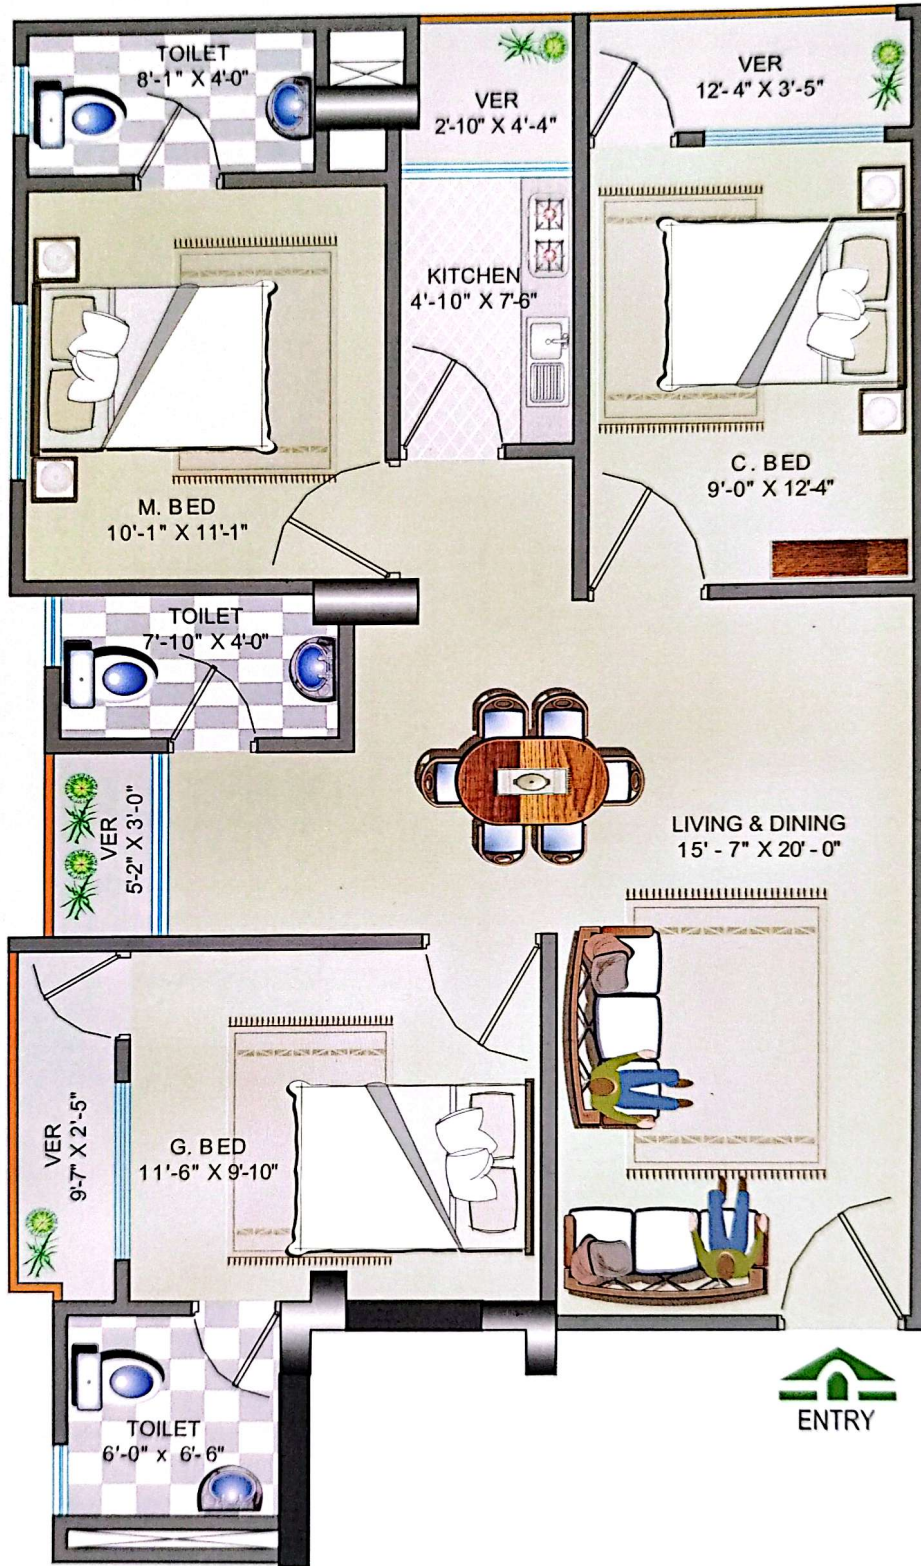 TOILET
8'-1" X 4'-0"
VER
2'-10" X 4'-4"
VER
12'-4" X 3'-5"
KITCHEN
4'-10" X 7'-6"
C. BED
9'-0" X 12'-4"
M. BED
10'-1" X 11'-1"
TOILET
7'-10" X 4'-0"
VER
5'-2" X 3'-0"
LIVING & DINING
15' - 7" X 20' - 0"
VER
9'-7" X 2'-5"
G. BED
11'-6" X 9'-10"
TOILET
6'-0" x 6'- 6"
ENTRY